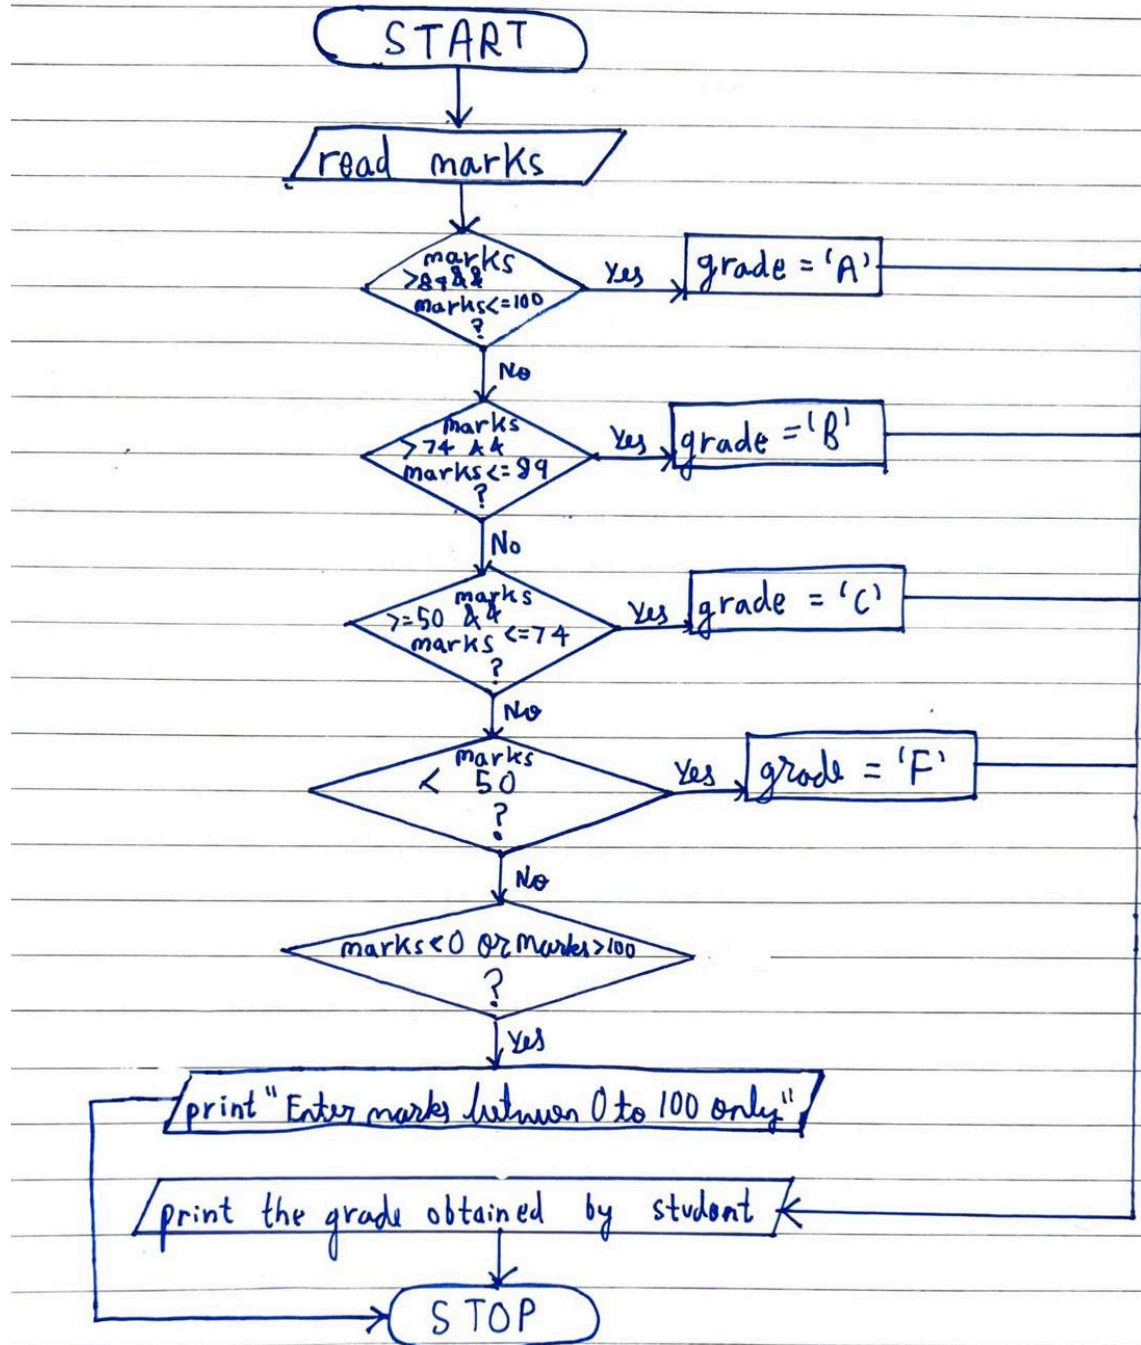 START
read marks
marks
>89&&
marks<=100
?
Yes
grade = 'A'
No
marks
>74 &&
marks<=89
?
Yes
grade = 'B'
No
marks
>=50 &&
marks <=74
?
Yes
grade = 'C'
No
marks
< 50
?
Yes
grade = 'F'
No
marks<0 or Marks>100
?
Yes
print "Enter marks between 0 to 100 only"
print the grade obtained by student
STOP